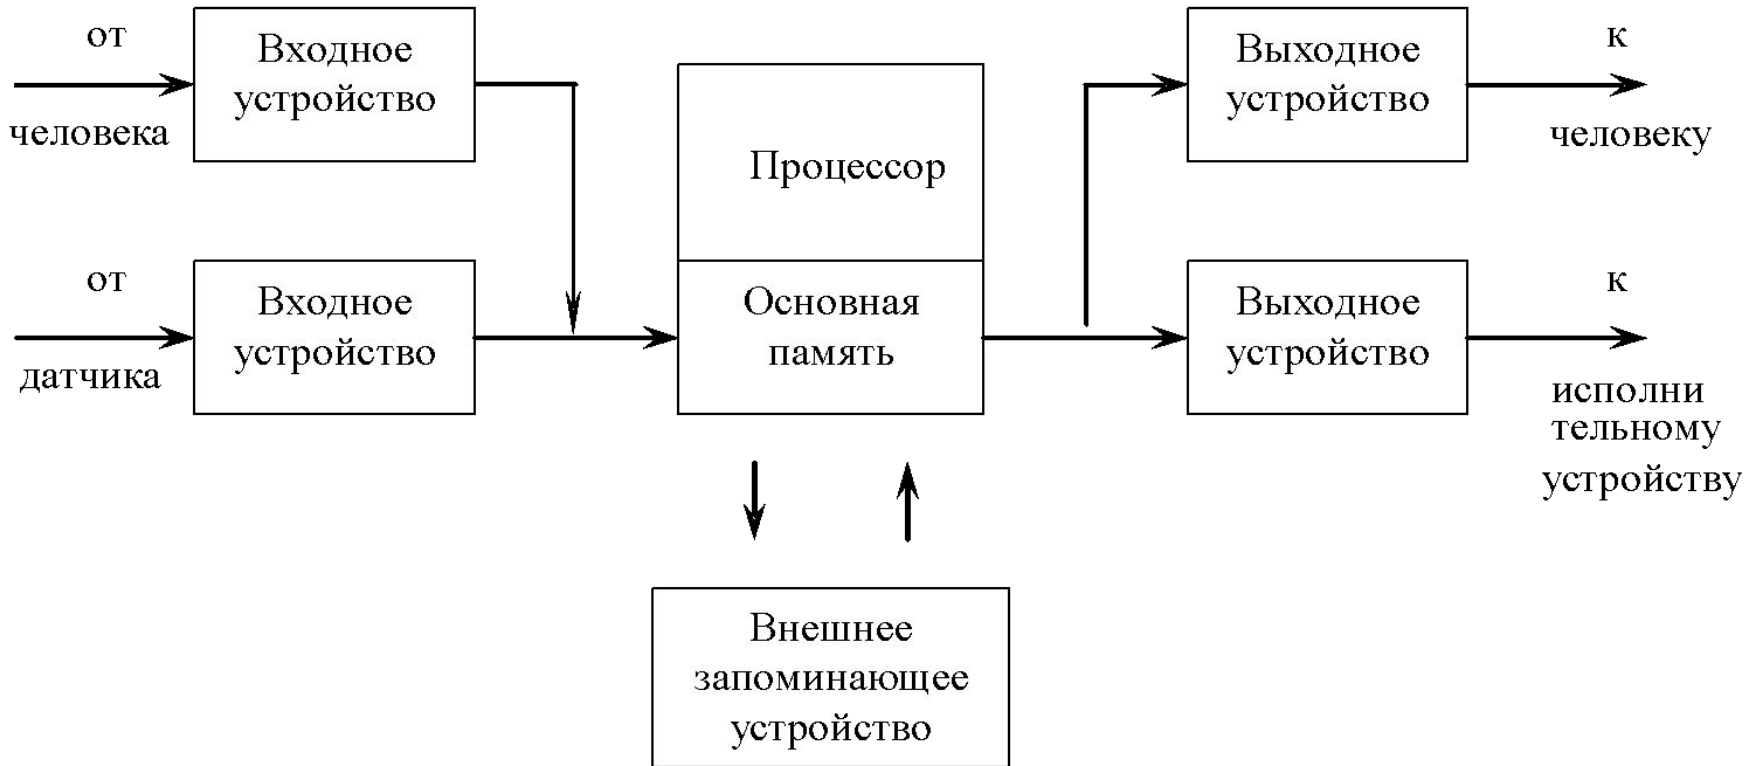 от
человека
Входное
устройство
от
датчика
Входное
устройство
Процессор
Основная
память
Внешнее
запоминающее
устройство
Выходное
устройство
к
человеку
Выходное
устройство
к
исполни
тельному
устройству